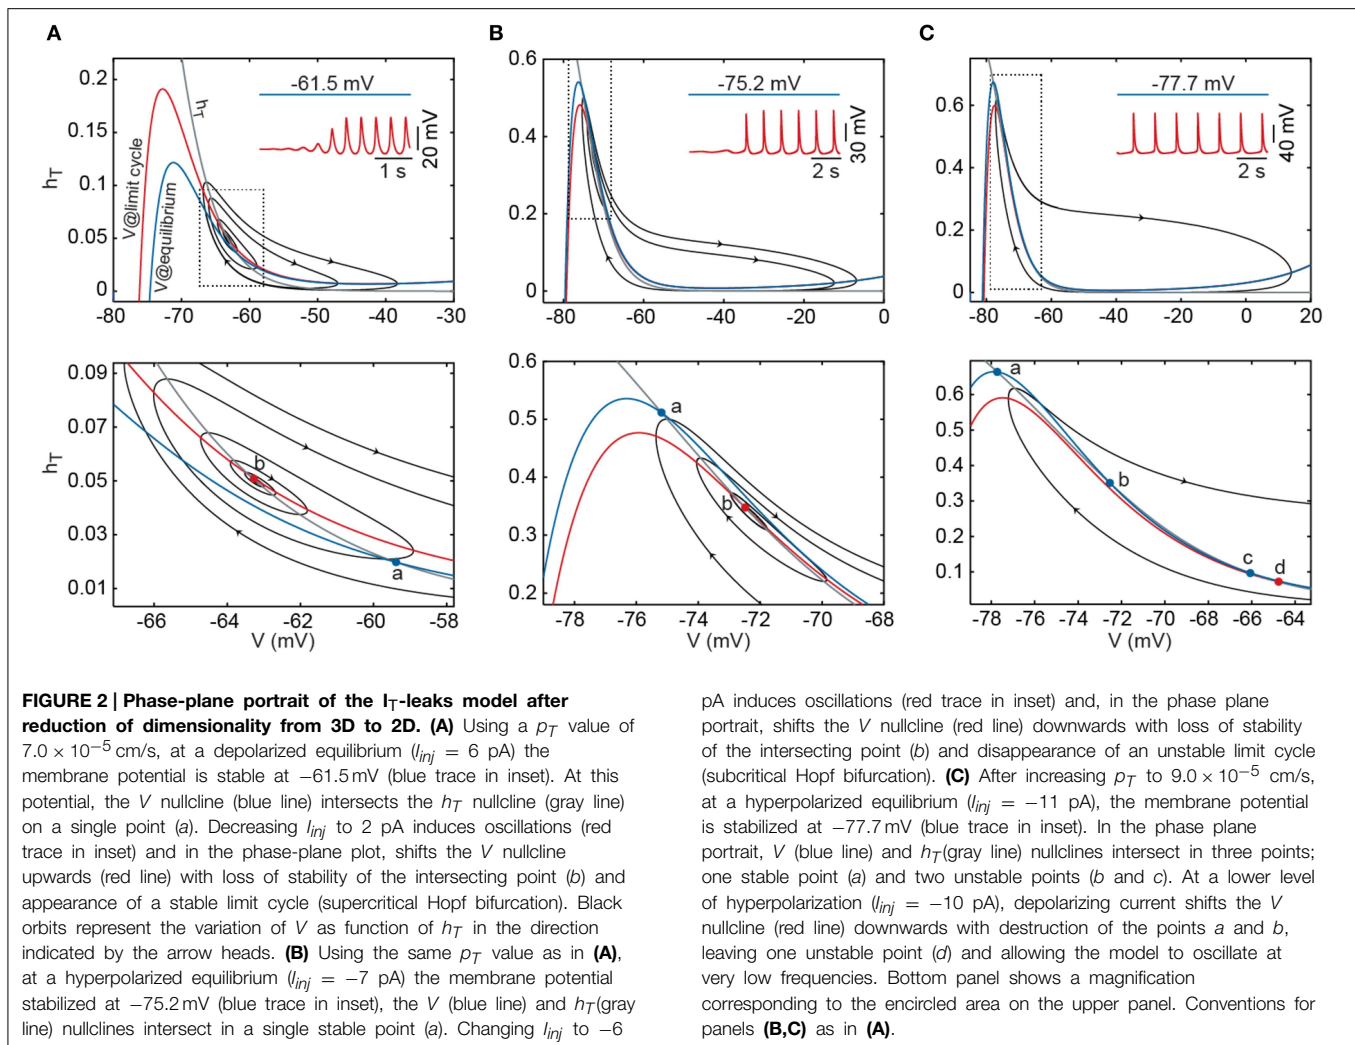 A
B
C
-61.5 mV
20 mV
1 s
h_T
V@limit cycle
V@equilibrium
h_T
0.2
0.15
0.1
0.05
0
-80 -70 -60 -50 -40 -30
-75.2 mV
30 mV
2 s
0.6
0.4
0.2
0
-80 -60 -40 -20 0
-77.7 mV
40 mV
2 s
0.6
0.4
0.2
0
-80 -60 -40 -20 0 20
h_T
0.09
0.07
0.05
0.03
0.01
b
a
-66 -64 -62 -60 -58
V (mV)
0.6
0.5
0.4
0.3
0.2
a
b
-78 -76 -74 -72 -70 -68
V (mV)
0.6
0.5
0.4
0.3
0.2
0.1
a
b
c d
-78 -76 -74 -72 -70 -68 -66 -64
V (mV)
FIGURE 2 | Phase-plane portrait of the I_T-leaks model after
reduction of dimensionality from 3D to 2D. (A) Using a p_T value of
7.0 × 10⁻⁵ cm/s, at a depolarized equilibrium (I_inj = 6 pA) the
membrane potential is stable at −61.5 mV (blue trace in inset). At this
potential, the V nullcline (blue line) intersects the h_T nullcline (gray line)
on a single point (a). Decreasing I_inj to 2 pA induces oscillations (red
trace in inset) and in the phase-plane plot, shifts the V nullcline
upwards (red line) with loss of stability of the intersecting point (b) and
appearance of a stable limit cycle (supercritical Hopf bifurcation). Black
orbits represent the variation of V as function of h_T in the direction
indicated by the arrow heads. (B) Using the same p_T value as in (A),
at a hyperpolarized equilibrium (I_inj = −7 pA) the membrane potential
stabilized at −75.2 mV (blue trace in inset), the V (blue line) and h_T(gray
line) nullclines intersect in a single stable point (a). Changing I_inj to −6
pA induces oscillations (red trace in inset) and, in the phase plane
portrait, shifts the V nullcline (red line) downwards with loss of stability
of the intersecting point (b) and disappearance of an unstable limit cycle
(subcritical Hopf bifurcation). (C) After increasing p_T to 9.0 × 10⁻⁵ cm/s,
at a hyperpolarized equilibrium (I_inj = −11 pA), the membrane potential
is stabilized at −77.7 mV (blue trace in inset). In the phase plane
portrait, V (blue line) and h_T(gray line) nullclines intersect in three points;
one stable point (a) and two unstable points (b and c). At a lower level
of hyperpolarization (I_inj = −10 pA), depolarizing current shifts the V
nullcline (red line) downwards with destruction of the points a and b,
leaving one unstable point (d) and allowing the model to oscillate at
very low frequencies. Bottom panel shows a magnification
corresponding to the encircled area on the upper panel. Conventions for
panels (B,C) as in (A).